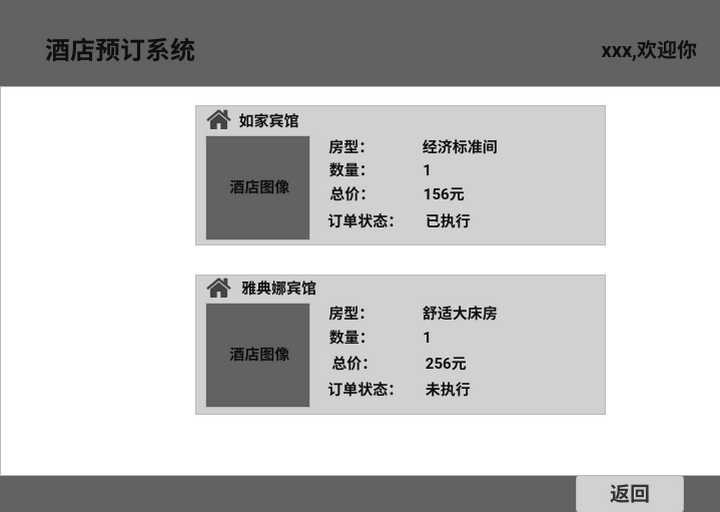 酒店预订系统
xxx,欢迎你
如家宾馆
酒店图像
房型： 经济标准间
数量： 1
总价： 156元
订单状态： 已执行
雅典娜宾馆
酒店图像
房型： 舒适大床房
数量： 1
总价： 256元
订单状态： 未执行
返回